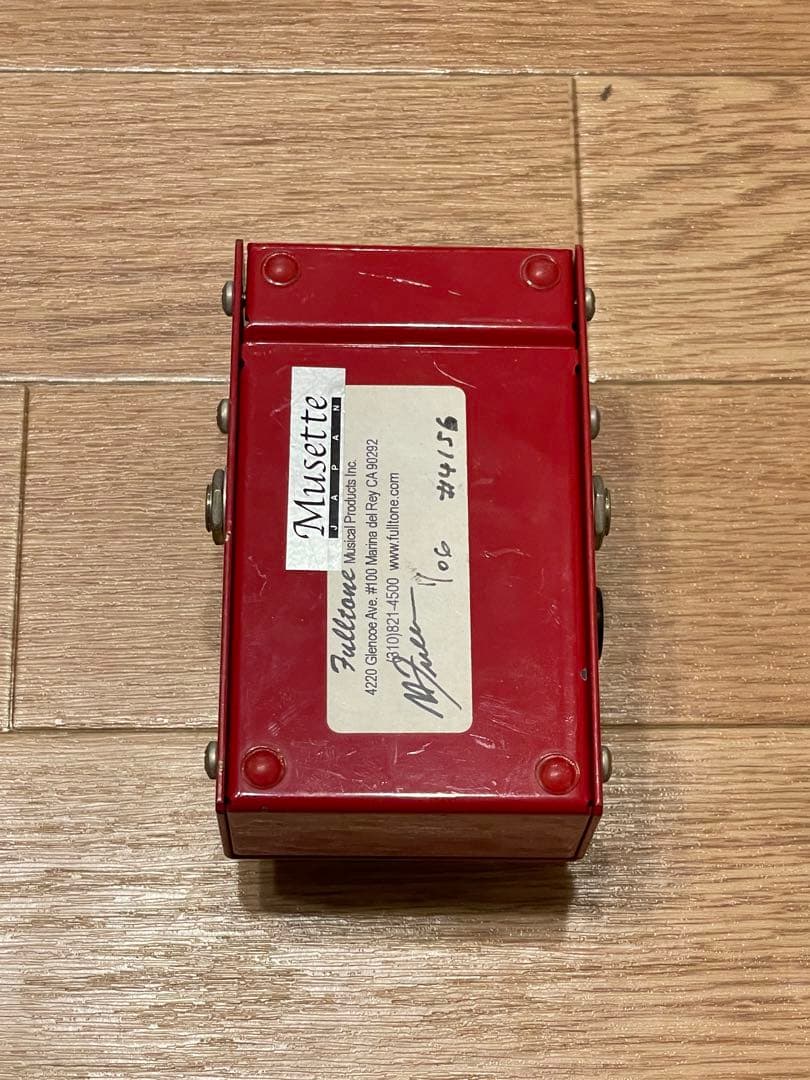 Musette
JAPAN
Fulltone Musical Products Inc.
4220 Glencoe Ave. #100 Marina del Rey CA 90292
(310)821-4500 www.fulltone.com
06 #4156